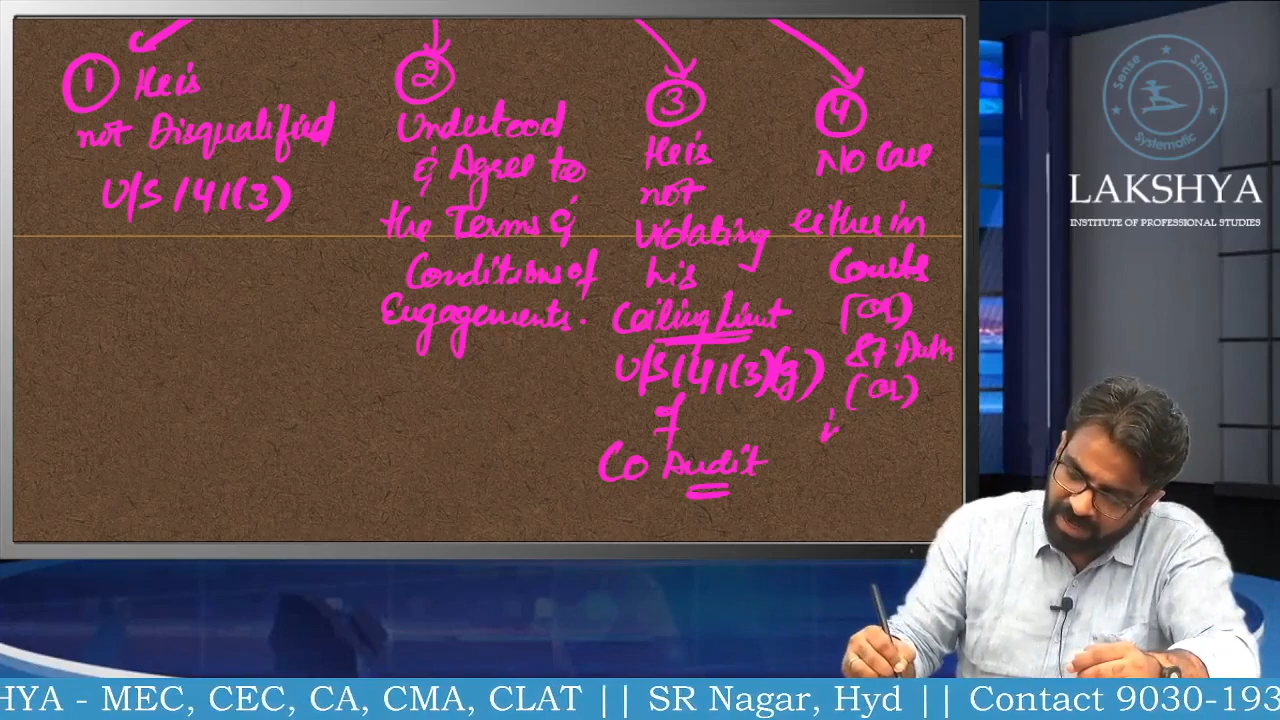 ① He is
not Disqualified
U/S 141(3)
②
Understood
& Agree to
the Terms &
Conditions of
Engagements.
③
He is
not
violating
his
Ceiling Limit
U/S 141(3)(g)
of
Co Audit
④
NO Case
either in
Courts
(or)
(or)
i
Sense Smart Systematic
LAKSHYA
INSTITUTE OF PROFESSIONAL STUDIES
HYA - MEC, CEC, CA, CMA, CLAT || SR Nagar, Hyd || Contact 9030-193